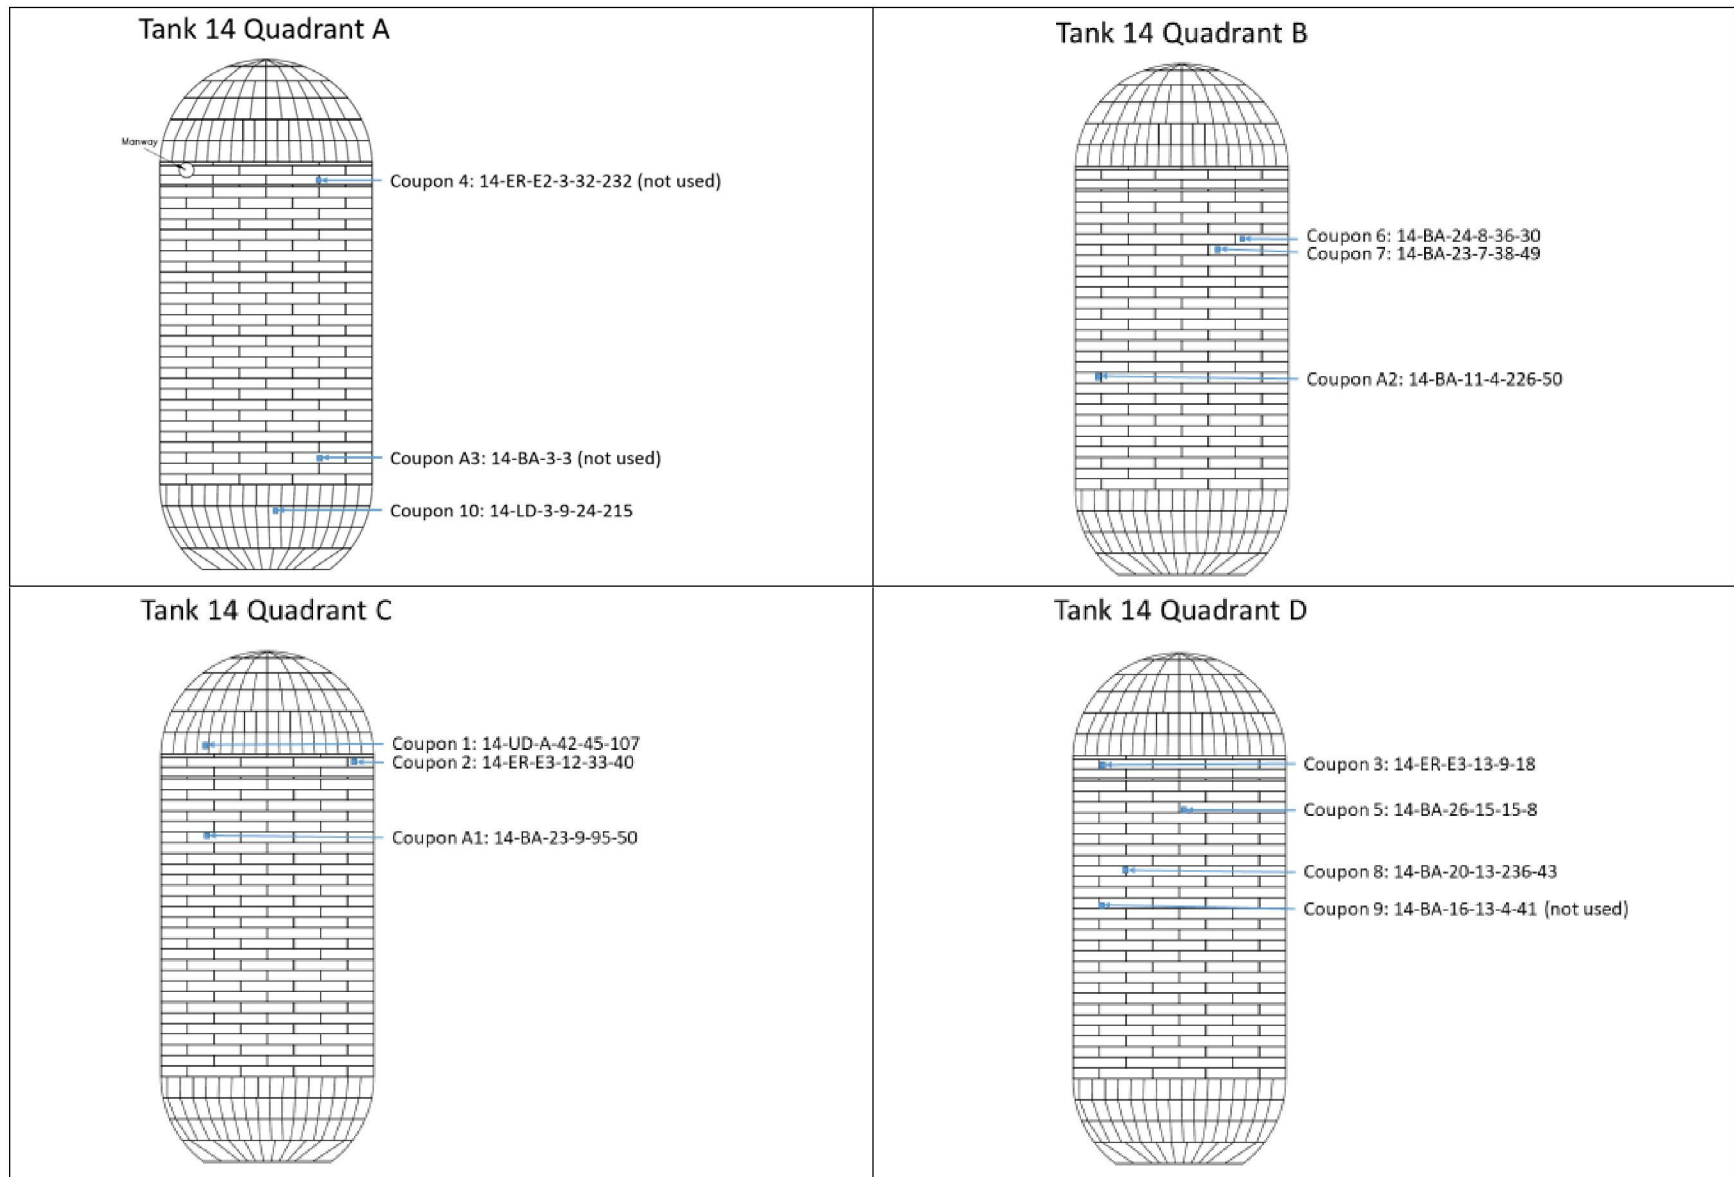 Tank 14 Quadrant A
Manway
Coupon 4: 14-ER-E2-3-32-232 (not used)
Coupon A3: 14-BA-3-3 (not used)
Coupon 10: 14-LD-3-9-24-215
Tank 14 Quadrant B
Coupon 6: 14-BA-24-8-36-30
Coupon 7: 14-BA-23-7-38-49
Coupon A2: 14-BA-11-4-226-50
Tank 14 Quadrant C
Coupon 1: 14-UD-A-42-45-107
Coupon 2: 14-ER-E3-12-33-40
Coupon A1: 14-BA-23-9-95-50
Tank 14 Quadrant D
Coupon 3: 14-ER-E3-13-9-18
Coupon 5: 14-BA-26-15-15-8
Coupon 8: 14-BA-20-13-236-43
Coupon 9: 14-BA-16-13-4-41 (not used)